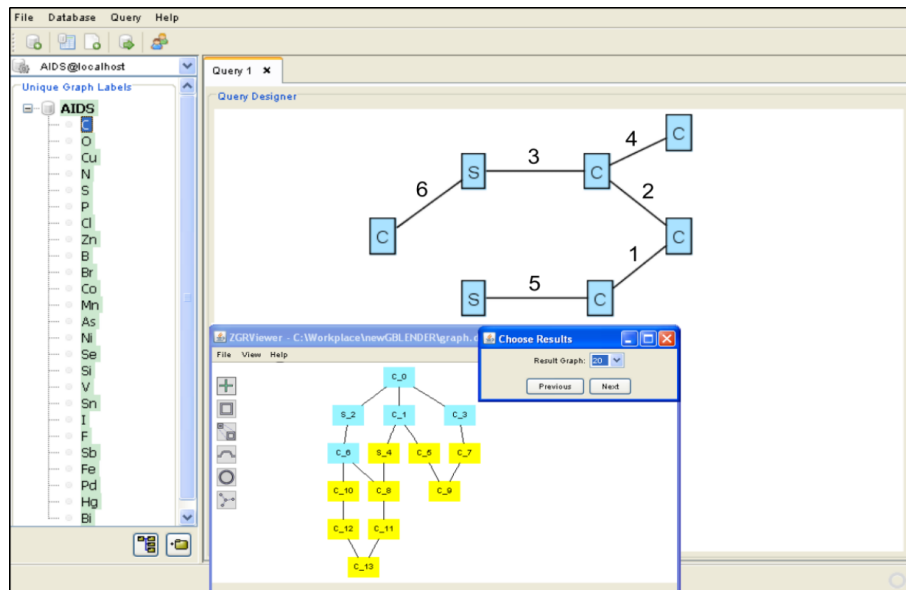 File Database Query Help
AIDS@localhost
Unique Graph Labels
AIDS
C
O
Cu
N
S
P
Cl
Zn
B
Br
Co
Mn
As
Ni
Se
Si
V
Sn
I
F
Sb
Fe
Pd
Hg
Bi
Query 1
Query Designer
C
4
S 3 C
6 2
C C
1
S 5 C
ZGRViewer - C:\Workplace\newGBLENDER\graph.
File View Help
Choose Results
Result Graph: 20
Previous Next
C_0
S_2 C_1 C_3
C_6 S_4 C_5 C_7
C_10 C_8 C_9
C_12 C_11
C_13